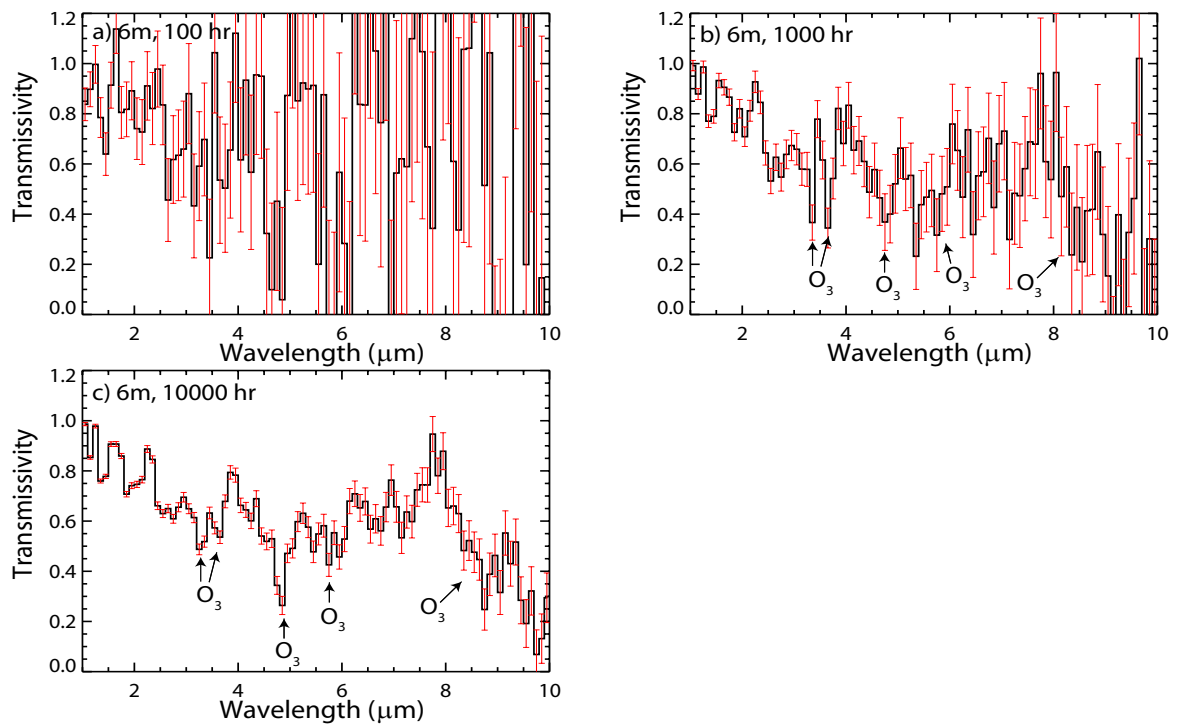 a) 6m, 100 hr
1.2
1.0
0.8
0.6
0.4
0.2
0.0
Transmissivity
2 4 6 8 10
Wavelength (μm)
b) 6m, 1000 hr
1.2
1.0
0.8
0.6
0.4
0.2
0.0
Transmissivity
O₃ O₃ O₃ O₃
2 4 6 8 10
Wavelength (μm)
c) 6m, 10000 hr
1.2
1.0
0.8
0.6
0.4
0.2
0.0
Transmissivity
O₃ O₃ O₃ O₃
2 4 6 8 10
Wavelength (μm)